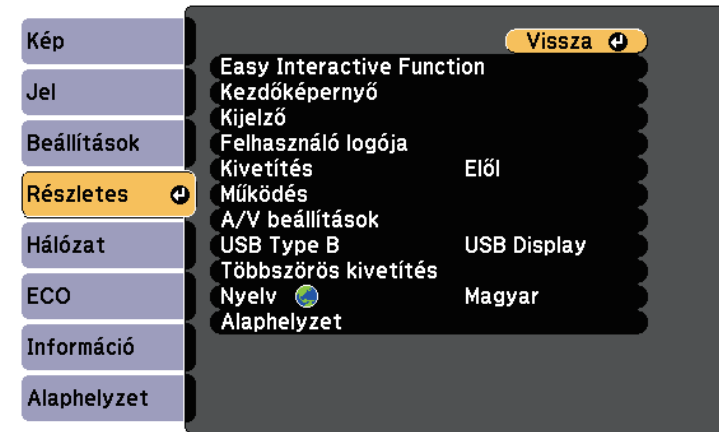 Kép
Jel
Beállítások
Részletes
Hálózat
ECO
Információ
Alaphelyzet
Vissza
Easy Interactive Function
Kezdőképernyő
Kijelző
Felhasználó logója
Kivetítés Elől
Működés
A/V beállítások
USB Type B USB Display
Többszörös kivetítés
Nyelv Magyar
Alaphelyzet